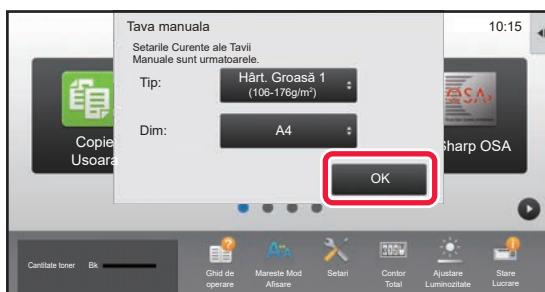 Tava manuala
10:15
Setarile Curente ale Tavii
Manuale sunt urmatoarele.
Tip:
Hârt. Groasă 1
(106-176g/m²)
Dim:
A4
OK
Copie
Usoara
Sharp OSA
Cantitate toner
Bk
Ghid de
operare
Mareste Mod
Afisare
Setari
Contor
Total
Ajustare
Luminozitate
Stare
Lucrare